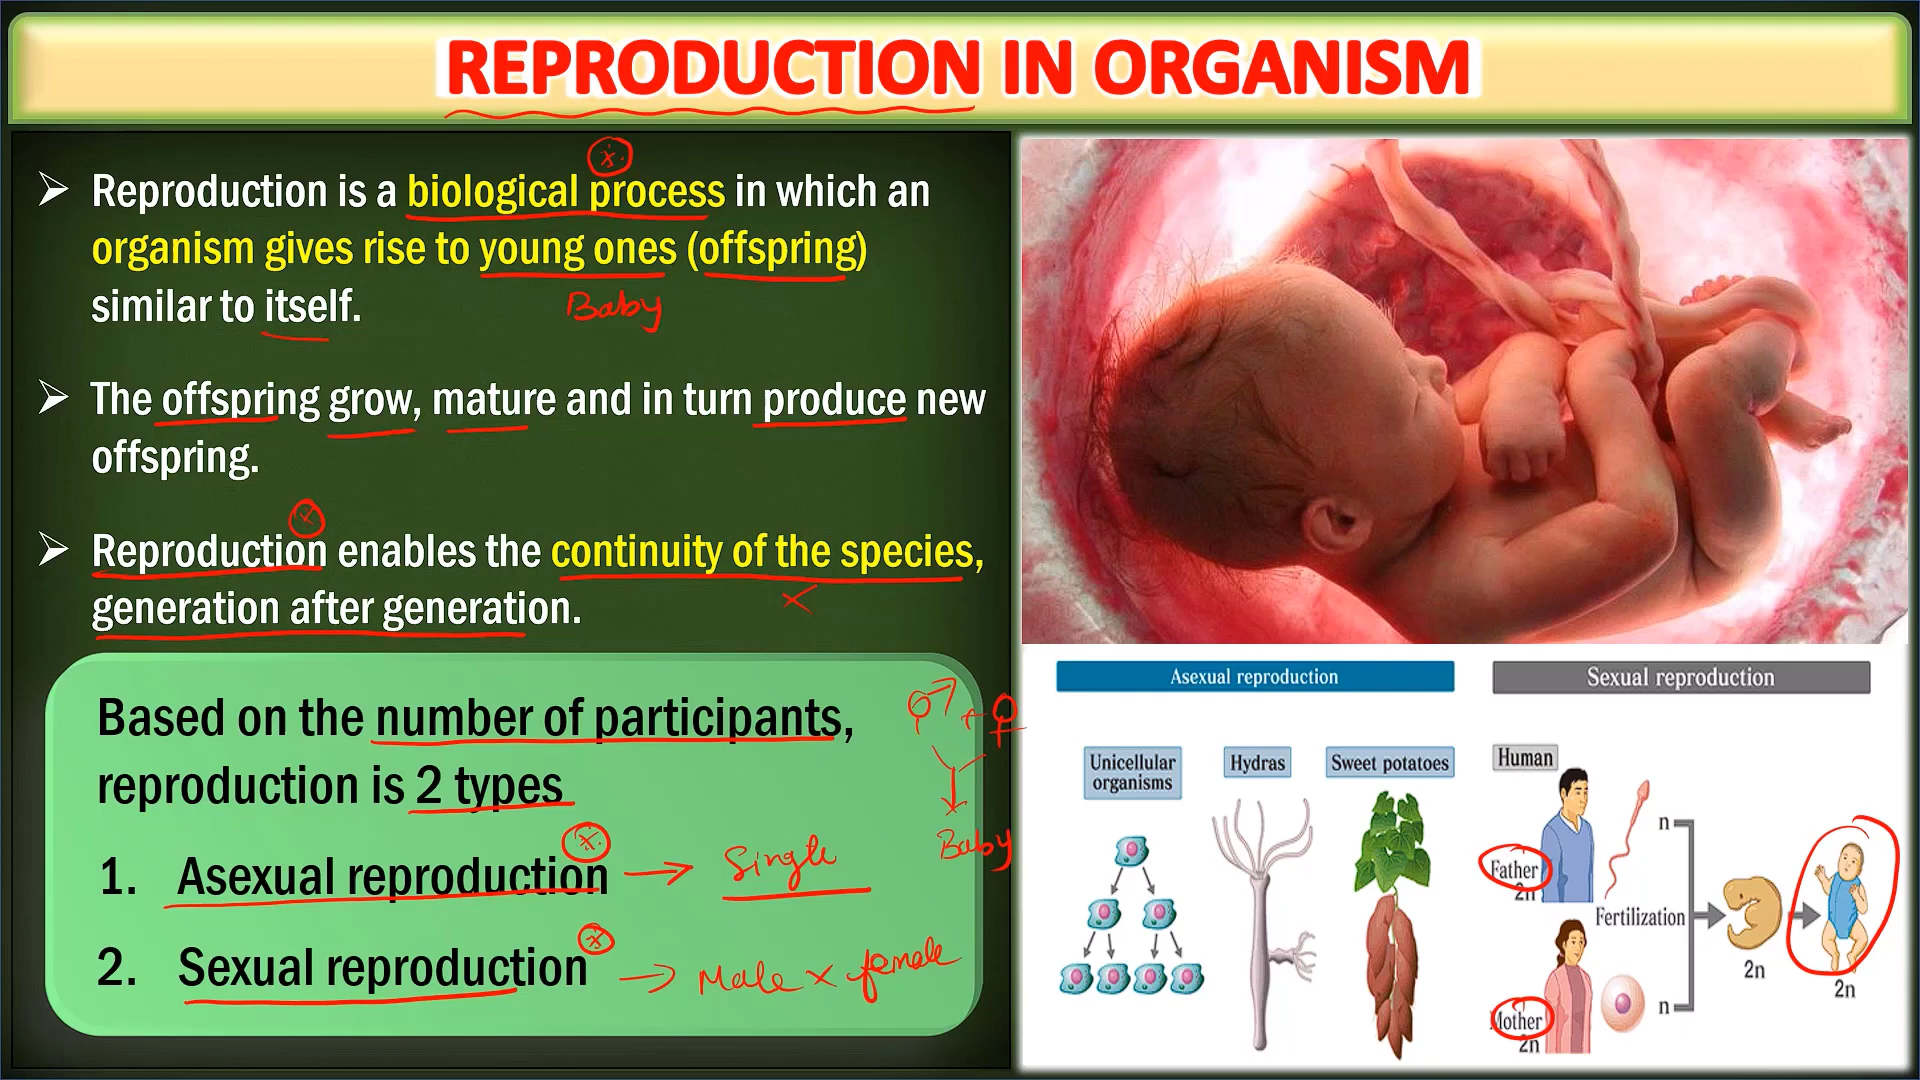 REPRODUCTION IN ORGANISM
Reproduction is a biological process in which an
organism gives rise to young ones (offspring)
similar to itself.
Baby
The offspring grow, mature and in turn produce new
offspring.
Reproduction enables the continuity of the species,
generation after generation.
Based on the number of participants,
reproduction is 2 types
1. Asexual reproduction → Single
2. Sexual reproduction → Male x female
♂ + ♀
Baby
Asexual reproduction
Unicellular
organisms
Hydras
Sweet potatoes
Sexual reproduction
Human
Father
2n
n
Fertilization
Mother
2n
n
2n
2n